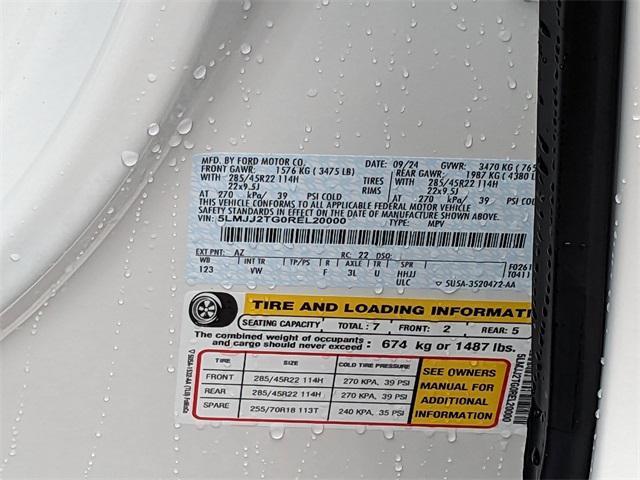 MFD. BY FORD MOTOR CO. DATE: 09/24 GVWR: 3470 KG
FRONT GAWR: 1576 KG ( 3475 LB) REAR GAWR: 1987 KG (4380 L
WITH 285/45R22 114H TIRES WITH 285/45R22 114H
22x9.5J RIMS 22x9.5J
AT 270 kPa/ 39 PSI COLD AT 270 kPa/ 39 PSI COL
THIS VEHICLE CONFORMS TO ALL APPLICABLE FEDERAL MOTOR VEHICLE
SAFETY STANDARDS IN EFFECT ON THE DATE OF MANUFACTURE SHOWN ABOVE.
VIN: 5LMJJ2TG0REL20000 TYPE: MPV
EXT PNT: AZ RC: 22 DSO:
WB INT TR TP/PS R AXLE TR SPR
123 VW F 3L U HHJJ
ULC 5U5A-3520472-AA
F0261
T0411
TIRE AND LOADING INFORMATI
SEATING CAPACITY TOTAL : 7 FRONT: 2 REAR: 5
The combined weight of occupants
and cargo should never exceed : 674 kg or 1487 lbs.
TIRE SIZE COLD TIRE PRESSURE
FRONT 285/45R22 114H 270 KPA, 39 PSI
REAR 285/45R22 114H 270 KPA, 39 PSI
SPARE 255/70R18 113T 240 KPA, 35 PSI
SEE OWNERS
MANUAL FOR
ADDITIONAL
INFORMATION
5LMJJ2TG0REL20000